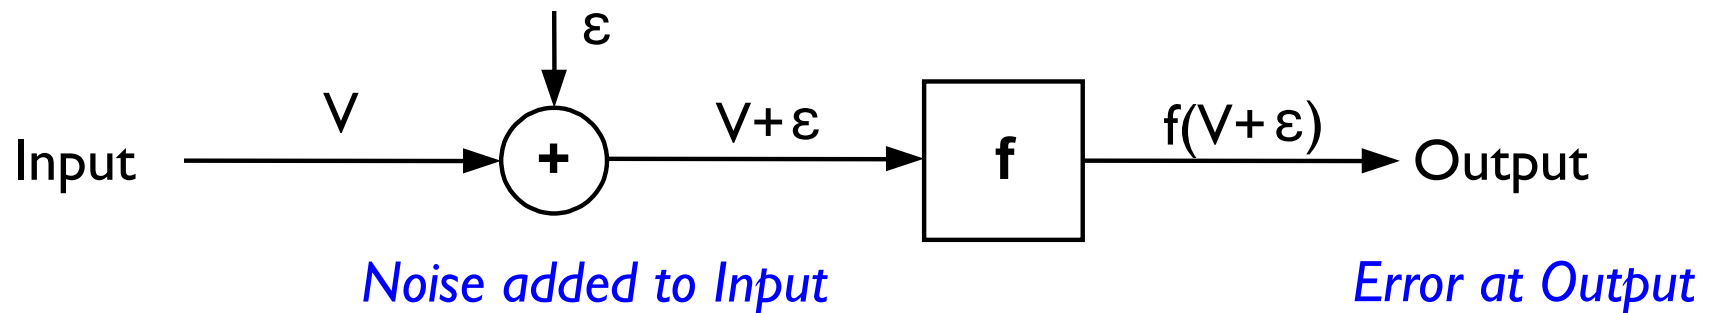 ε
V
V+ε
f(V+ε)
Input
+
f
Output
Noise added to Input
Error at Output